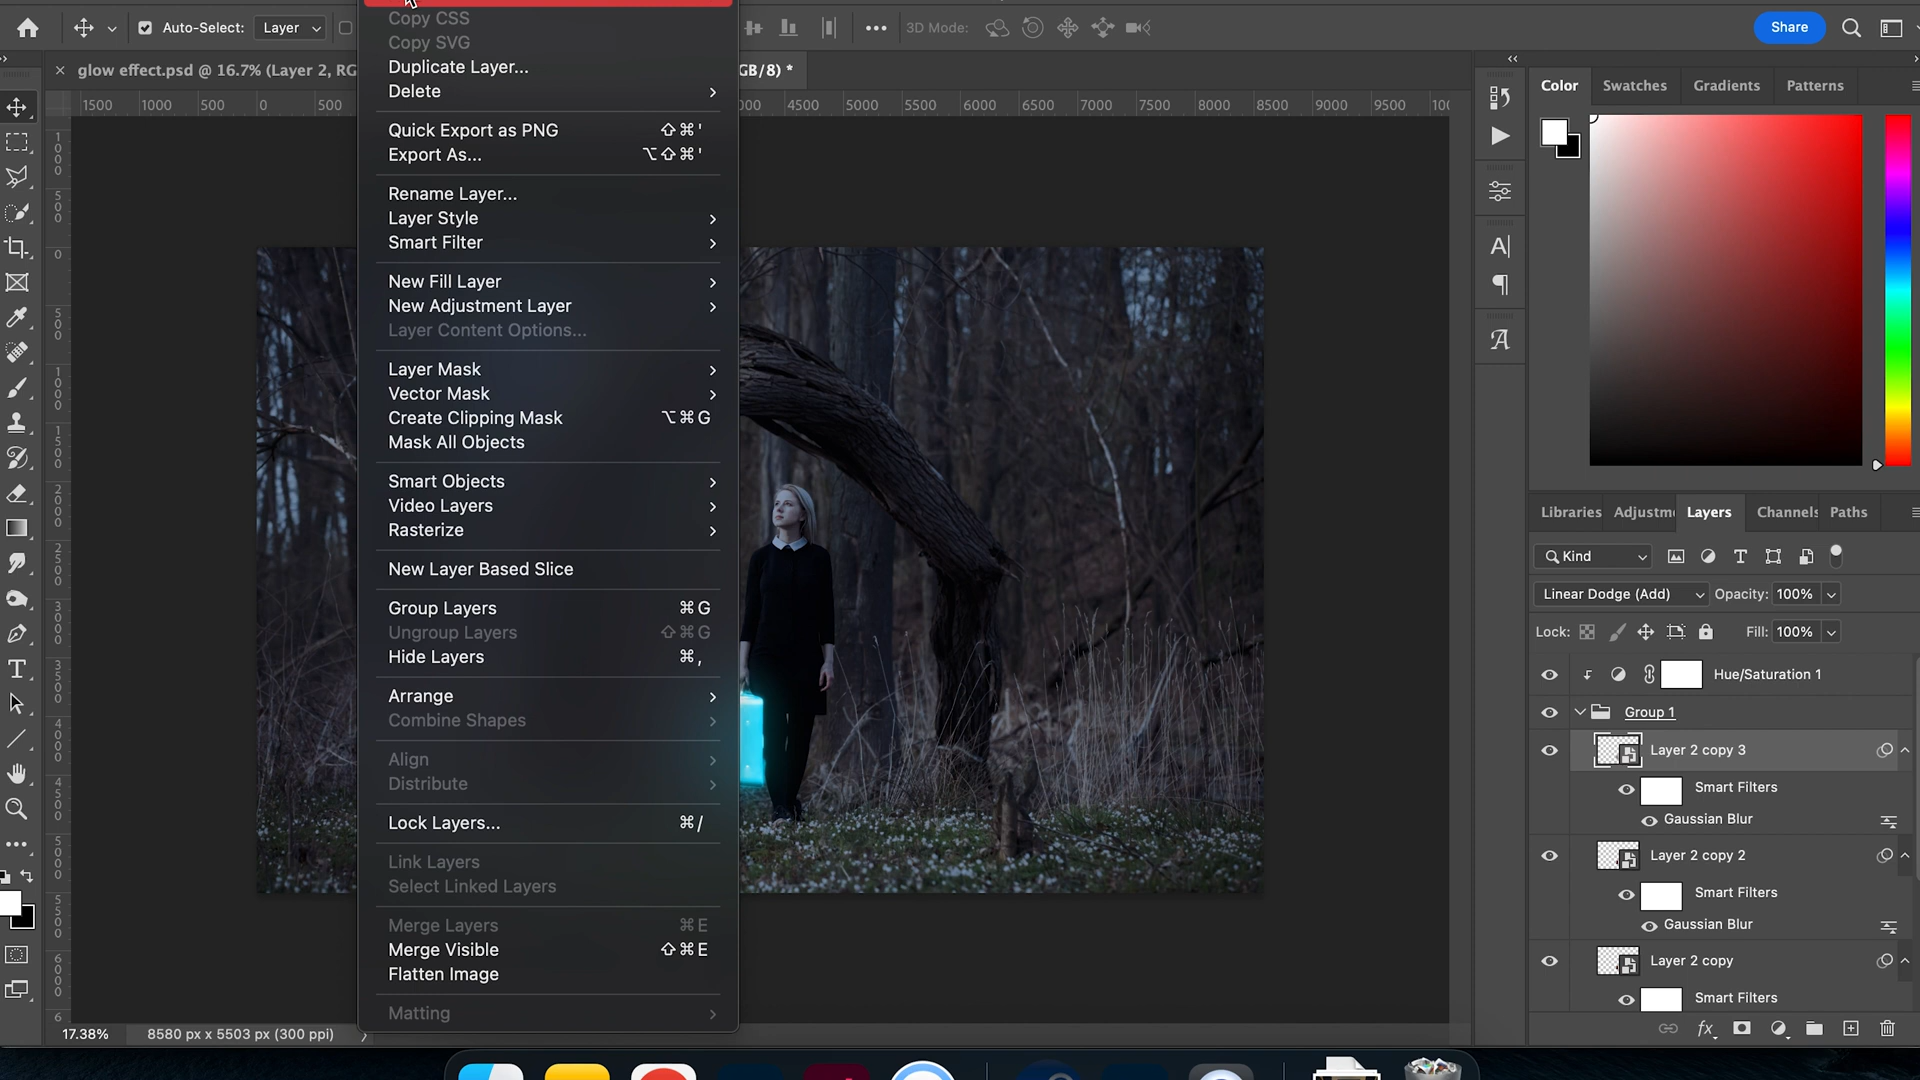 Auto-Select:
Layer
3D Mode:
Share
glow effect.psd @ 16.7% (Layer 2, RG
GB/8) *
1500 1000 500 0 500
4500 5000 5500 6000 6500 7000 7500 8000 8500 9000 9500
Copy CSS
Copy SVG
Duplicate Layer...
Delete
Quick Export as PNG ⇧⌘'
Export As... ⌥⇧⌘'
Rename Layer...
Layer Style
Smart Filter
New Fill Layer
New Adjustment Layer
Layer Content Options...
Layer Mask
Vector Mask
Create Clipping Mask ⌥⌘G
Mask All Objects
Smart Objects
Video Layers
Rasterize
New Layer Based Slice
Group Layers ⌘G
Ungroup Layers ⇧⌘G
Hide Layers ⌘,
Arrange
Combine Shapes
Align
Distribute
Lock Layers... ⌘/
Link Layers
Select Linked Layers
Merge Layers ⌘E
Merge Visible ⇧⌘E
Flatten Image
Matting
17.38% 8580 px x 5503 px (300 ppi)
Color Swatches Gradients Patterns
Libraries Adjustm Layers Channels Paths
Kind
Linear Dodge (Add) Opacity: 100%
Lock: Fill: 100%
Hue/Saturation 1
Group 1
Layer 2 copy 3
Smart Filters
Gaussian Blur
Layer 2 copy 2
Smart Filters
Gaussian Blur
Layer 2 copy
Smart Filters